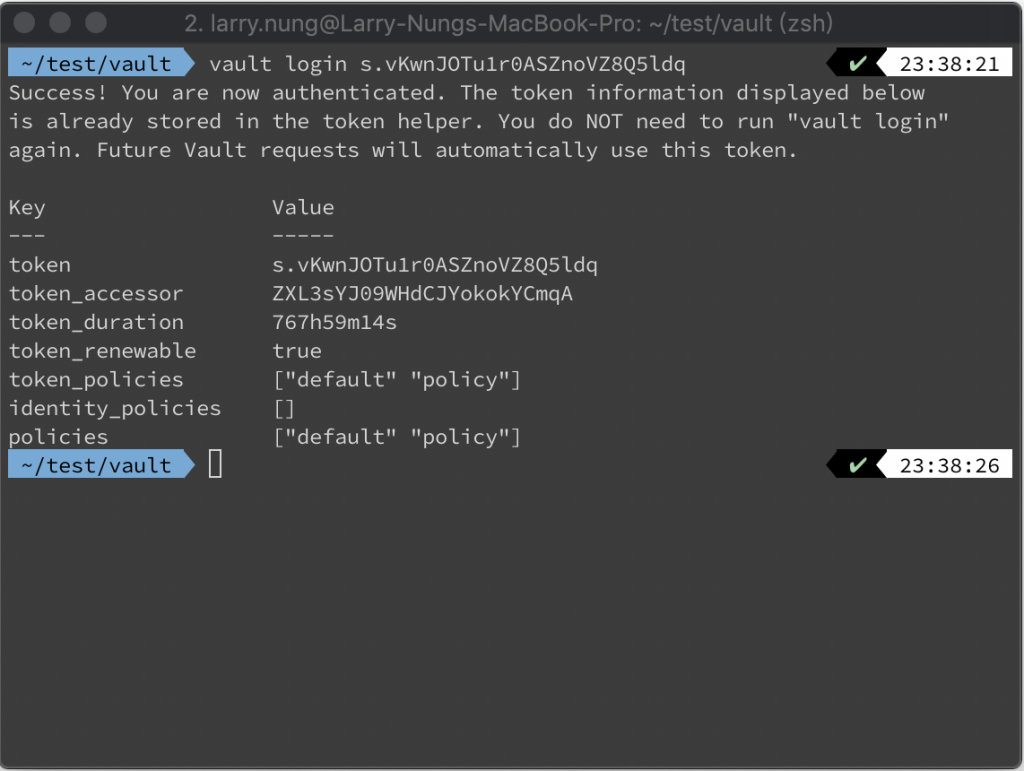 2. larry.nung@Larry-Nungs-MacBook-Pro: ~/test/vault (zsh)
~/test/vault vault login s.vKwnJOTu1r0ASZnoVZ8Q5ldq ✔ 23:38:21
Success! You are now authenticated. The token information displayed below
is already stored in the token helper. You do NOT need to run "vault login"
again. Future Vault requests will automatically use this token.
Key Value
--- -----
token s.vKwnJOTu1r0ASZnoVZ8Q5ldq
token_accessor ZXL3sYJ09WHdCJYokokYCmqA
token_duration 767h59m14s
token_renewable true
token_policies ["default" "policy"]
identity_policies []
policies ["default" "policy"]
~/test/vault ✔ 23:38:26